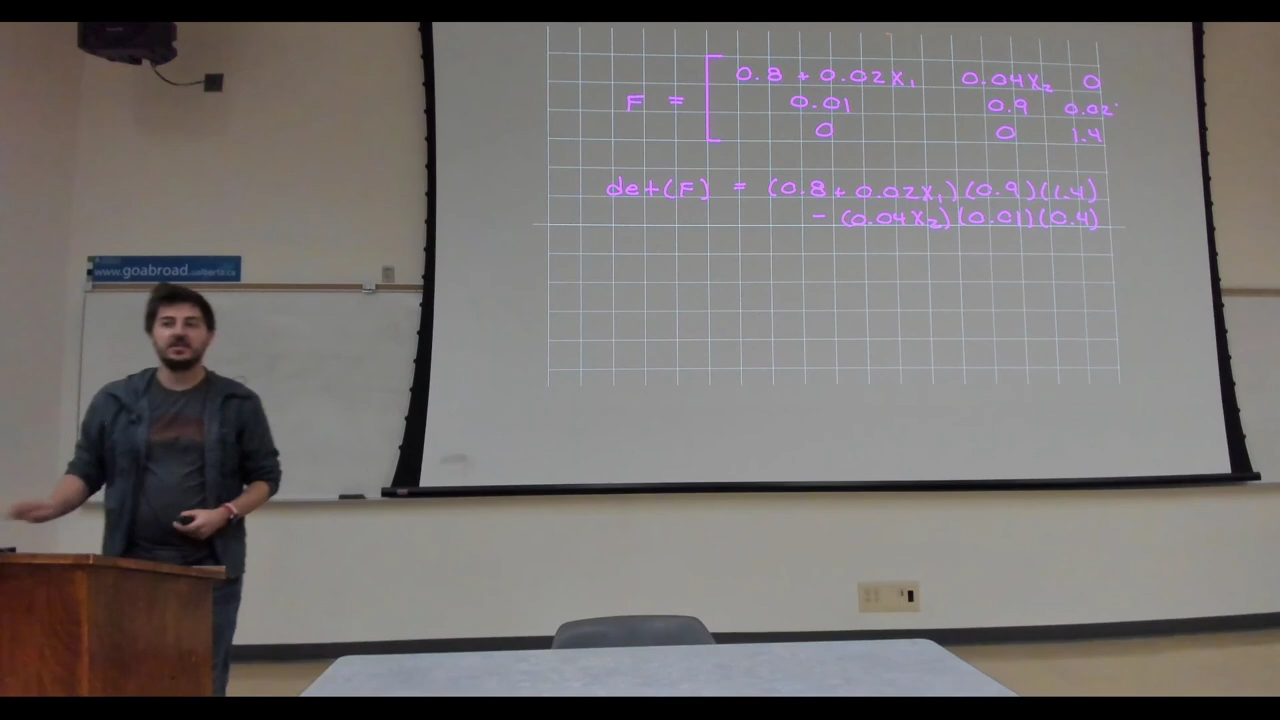 F = [ 0.8 + 0.02X₁ 0.04X₂ 0
0.01 0.9 0.02
0 0 1.4
det(F) = (0.8 + 0.02X₁)(0.9)(1.4)
- (0.04X₂)(0.01)(0.4)
www.goabroad.ualberta.ca